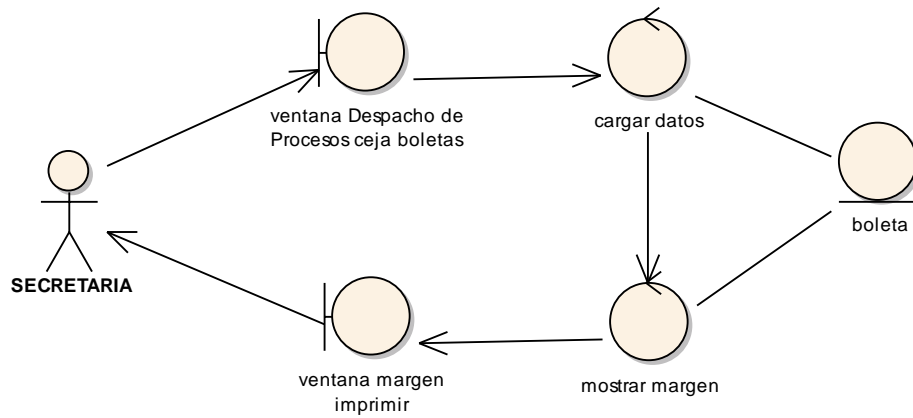 ventana Despacho de
Procesos ceja boletas
cargar datos
boleta
SECRETARIA
ventana margen
imprimir
mostrar margen